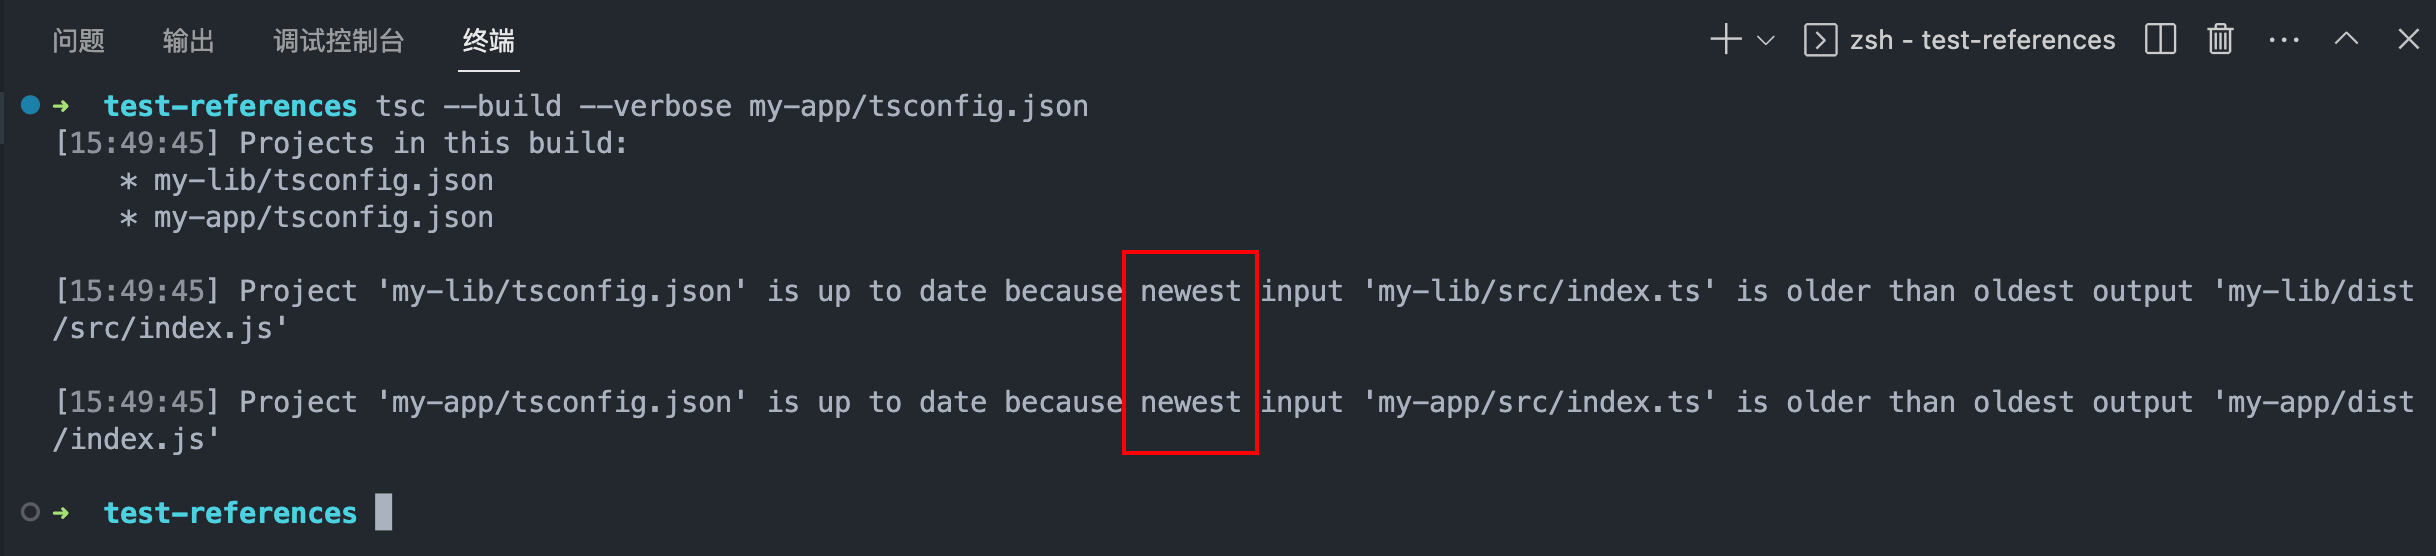 问题 输出 调试控制台 终端 zsh - test-references
➜ test-references tsc --build --verbose my-app/tsconfig.json
[15:49:45] Projects in this build:
* my-lib/tsconfig.json
* my-app/tsconfig.json
[15:49:45] Project 'my-lib/tsconfig.json' is up to date because newest input 'my-lib/src/index.ts' is older than oldest output 'my-lib/dist
/src/index.js'
[15:49:45] Project 'my-app/tsconfig.json' is up to date because newest input 'my-app/src/index.ts' is older than oldest output 'my-app/dist
/index.js'
➜ test-references